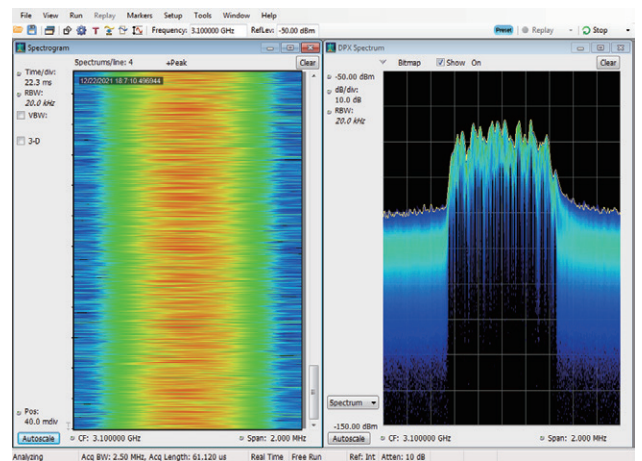 File View Run Replay Markers Setup Tools Window Help
Frequency: 3.100000 GHz RefLev: -50.00 dBm Preset Replay Stop
Spectrogram
Spectrums/line: 4 +Peak Clear
Time/div:
22.3 ms
RBW:
20.0 kHz
VBW:
3-D
12/22/2021 18:7:10.496944
Pos:
40.0 mdiv
Autoscale CF: 3.100000 GHz Span: 2.000 MHz
DPX Spectrum
Bitmap Show On Clear
-50.00 dBm
dB/div:
10.0 dB
RBW:
20.0 kHz
Spectrum
-150.00 dBm
Autoscale CF: 3.100000 GHz Span: 2.000 MHz
Analyzing Acq BW: 2.50 MHz, Acq Length: 61.120 us Real Time Free Run Ref: Int Atten: 10 dB